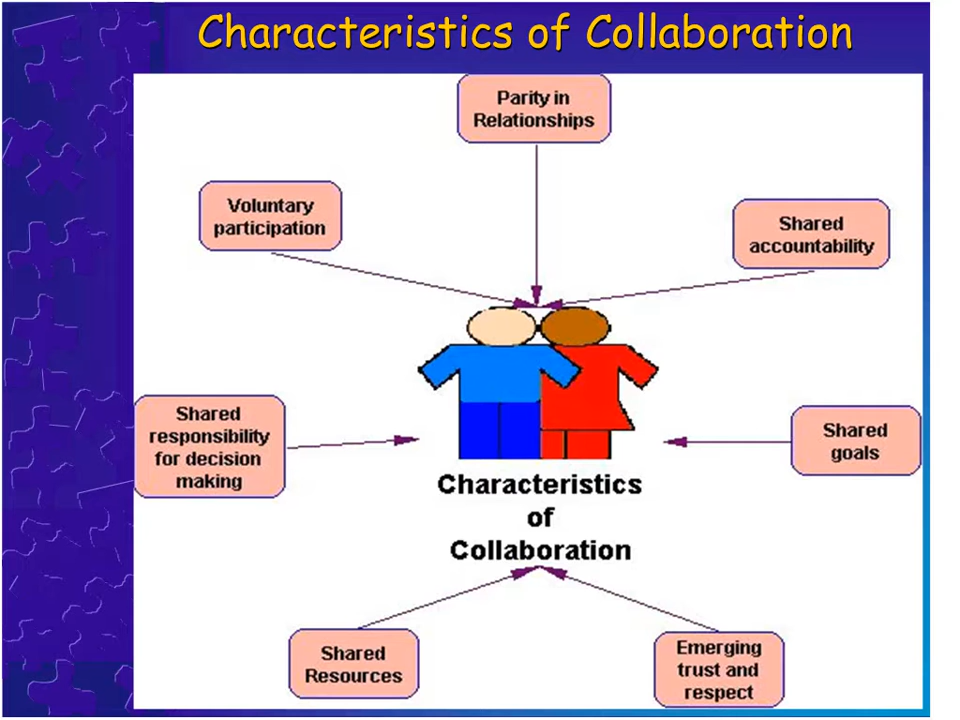 Characteristics of Collaboration
Parity in
Relationships
Voluntary
participation
Shared
accountability
Shared
responsibility
for decision
making
Shared
goals
Characteristics
of
Collaboration
Shared
Resources
Emerging
trust and
respect